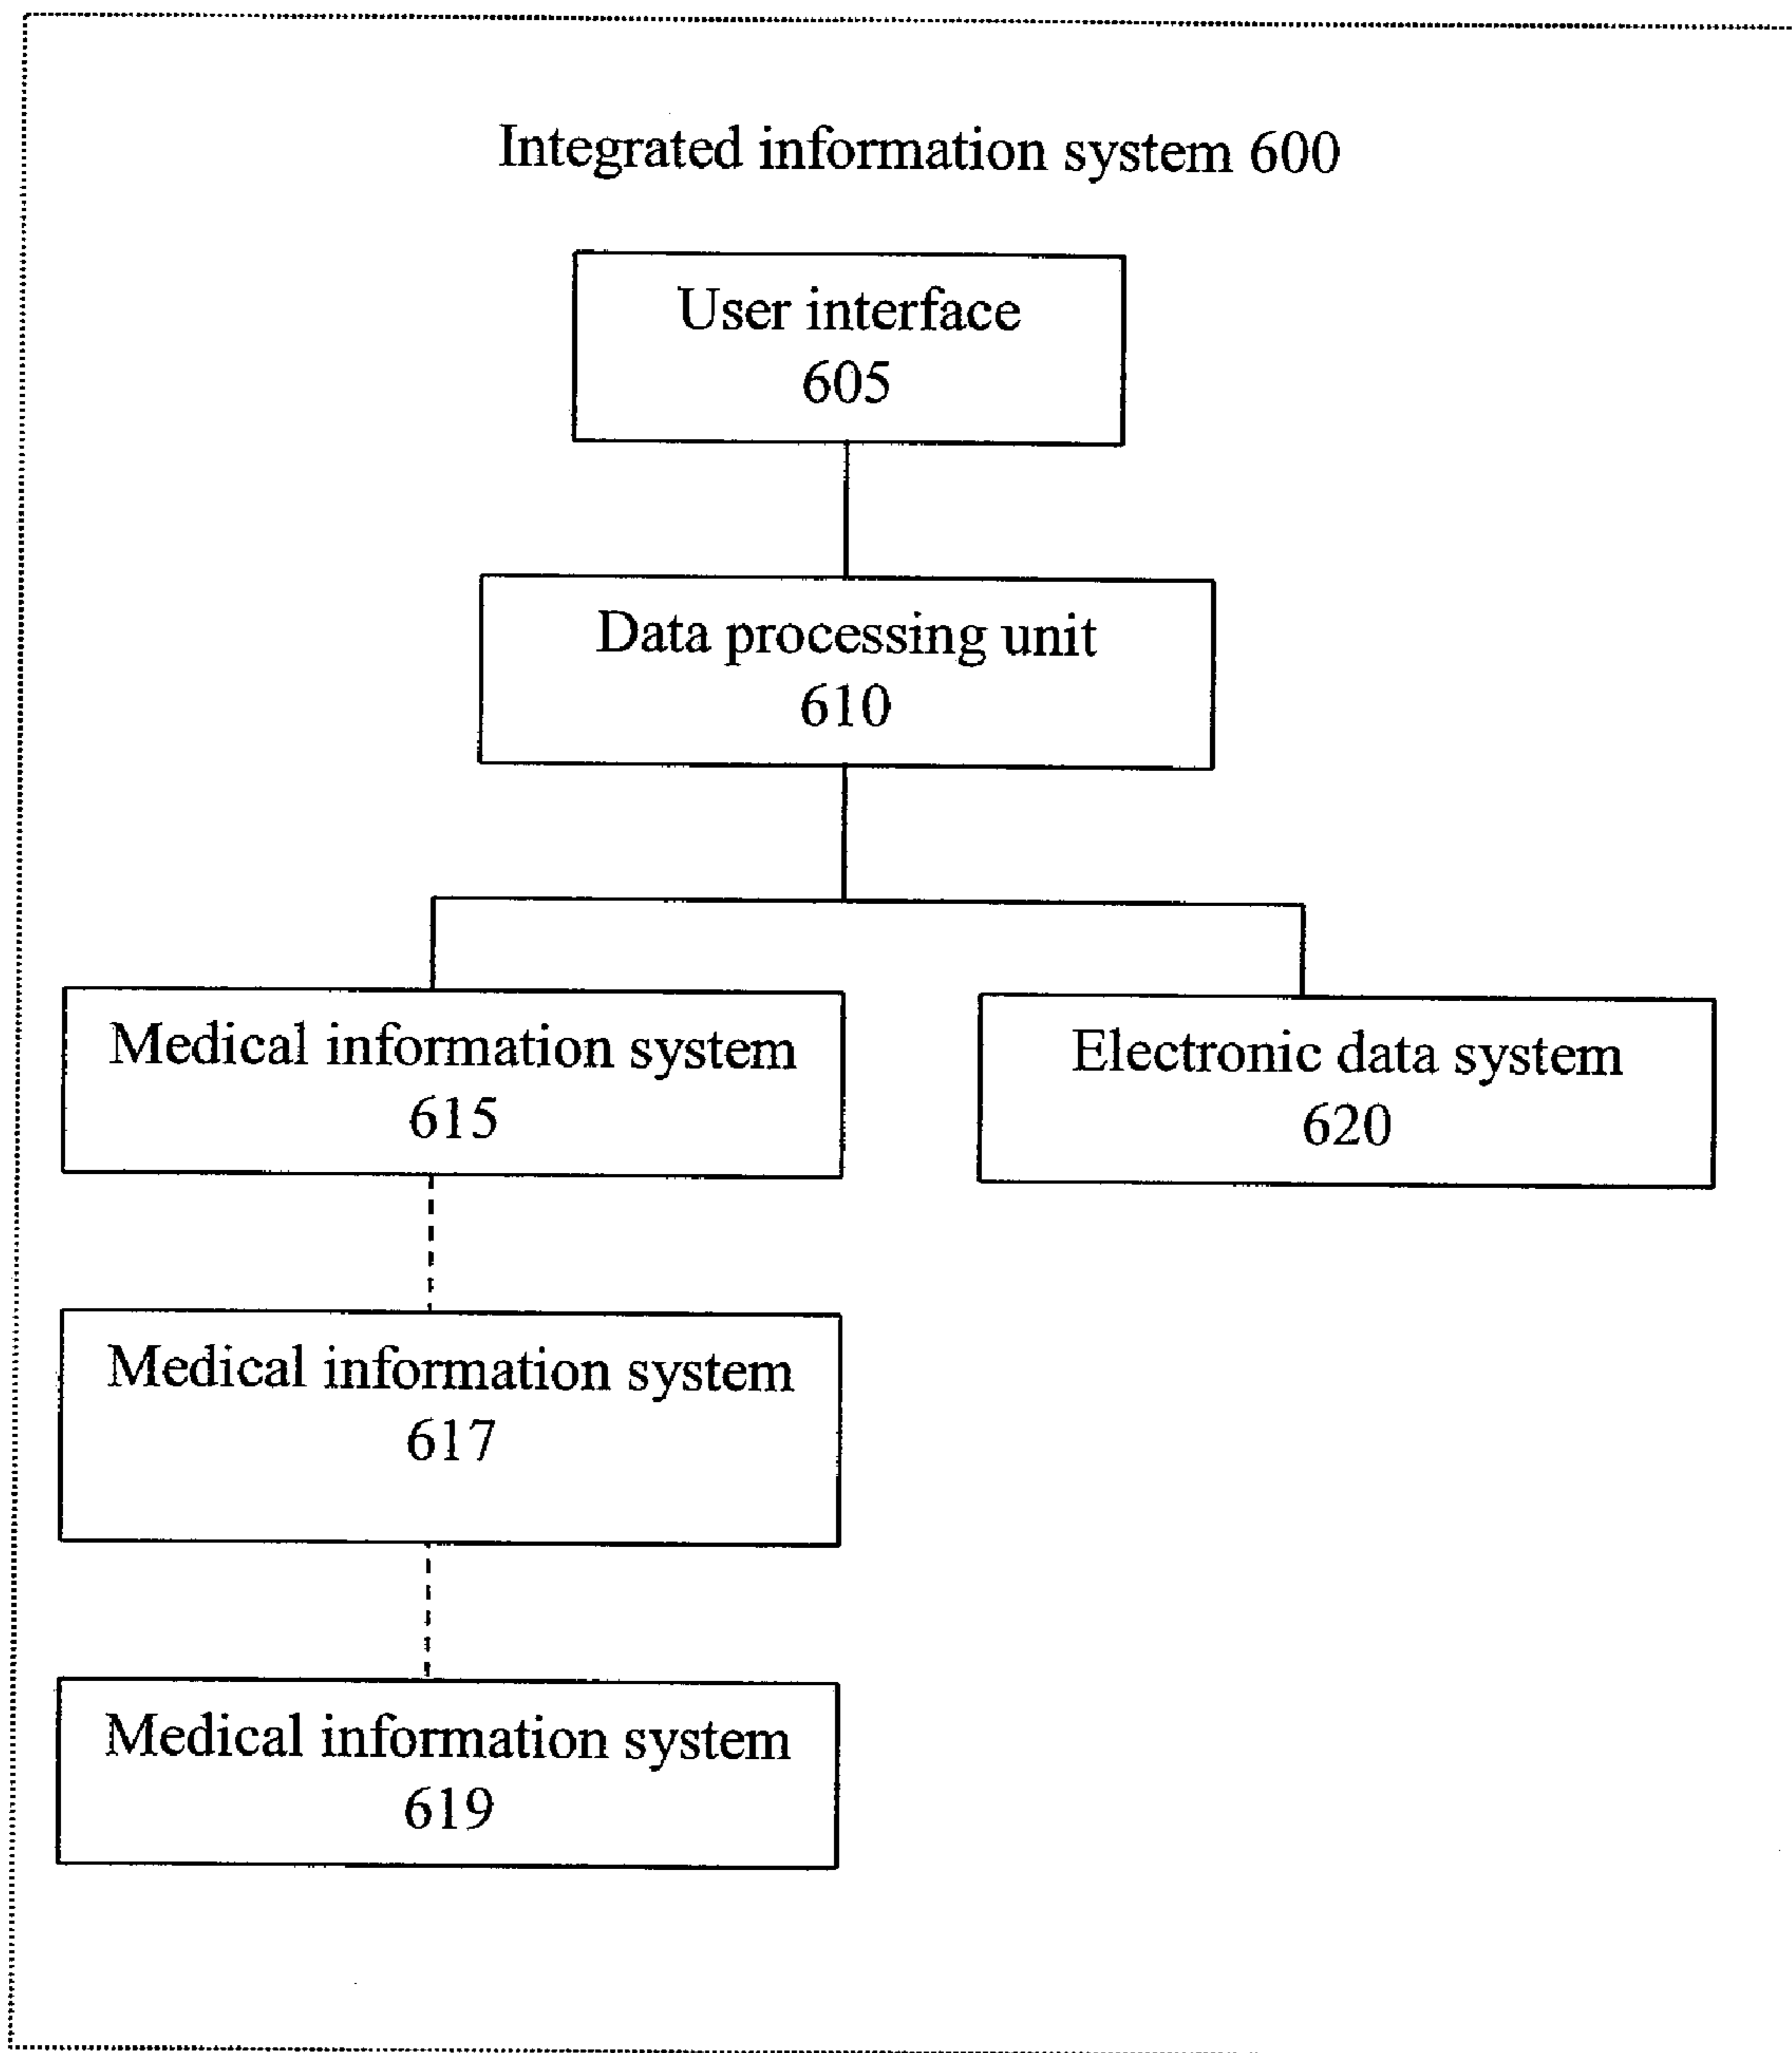 Integrated information system 600
User interface
605
Data processing unit
610
Medical information system
615
Electronic data system
620
Medical information system
617
Medical information system
619